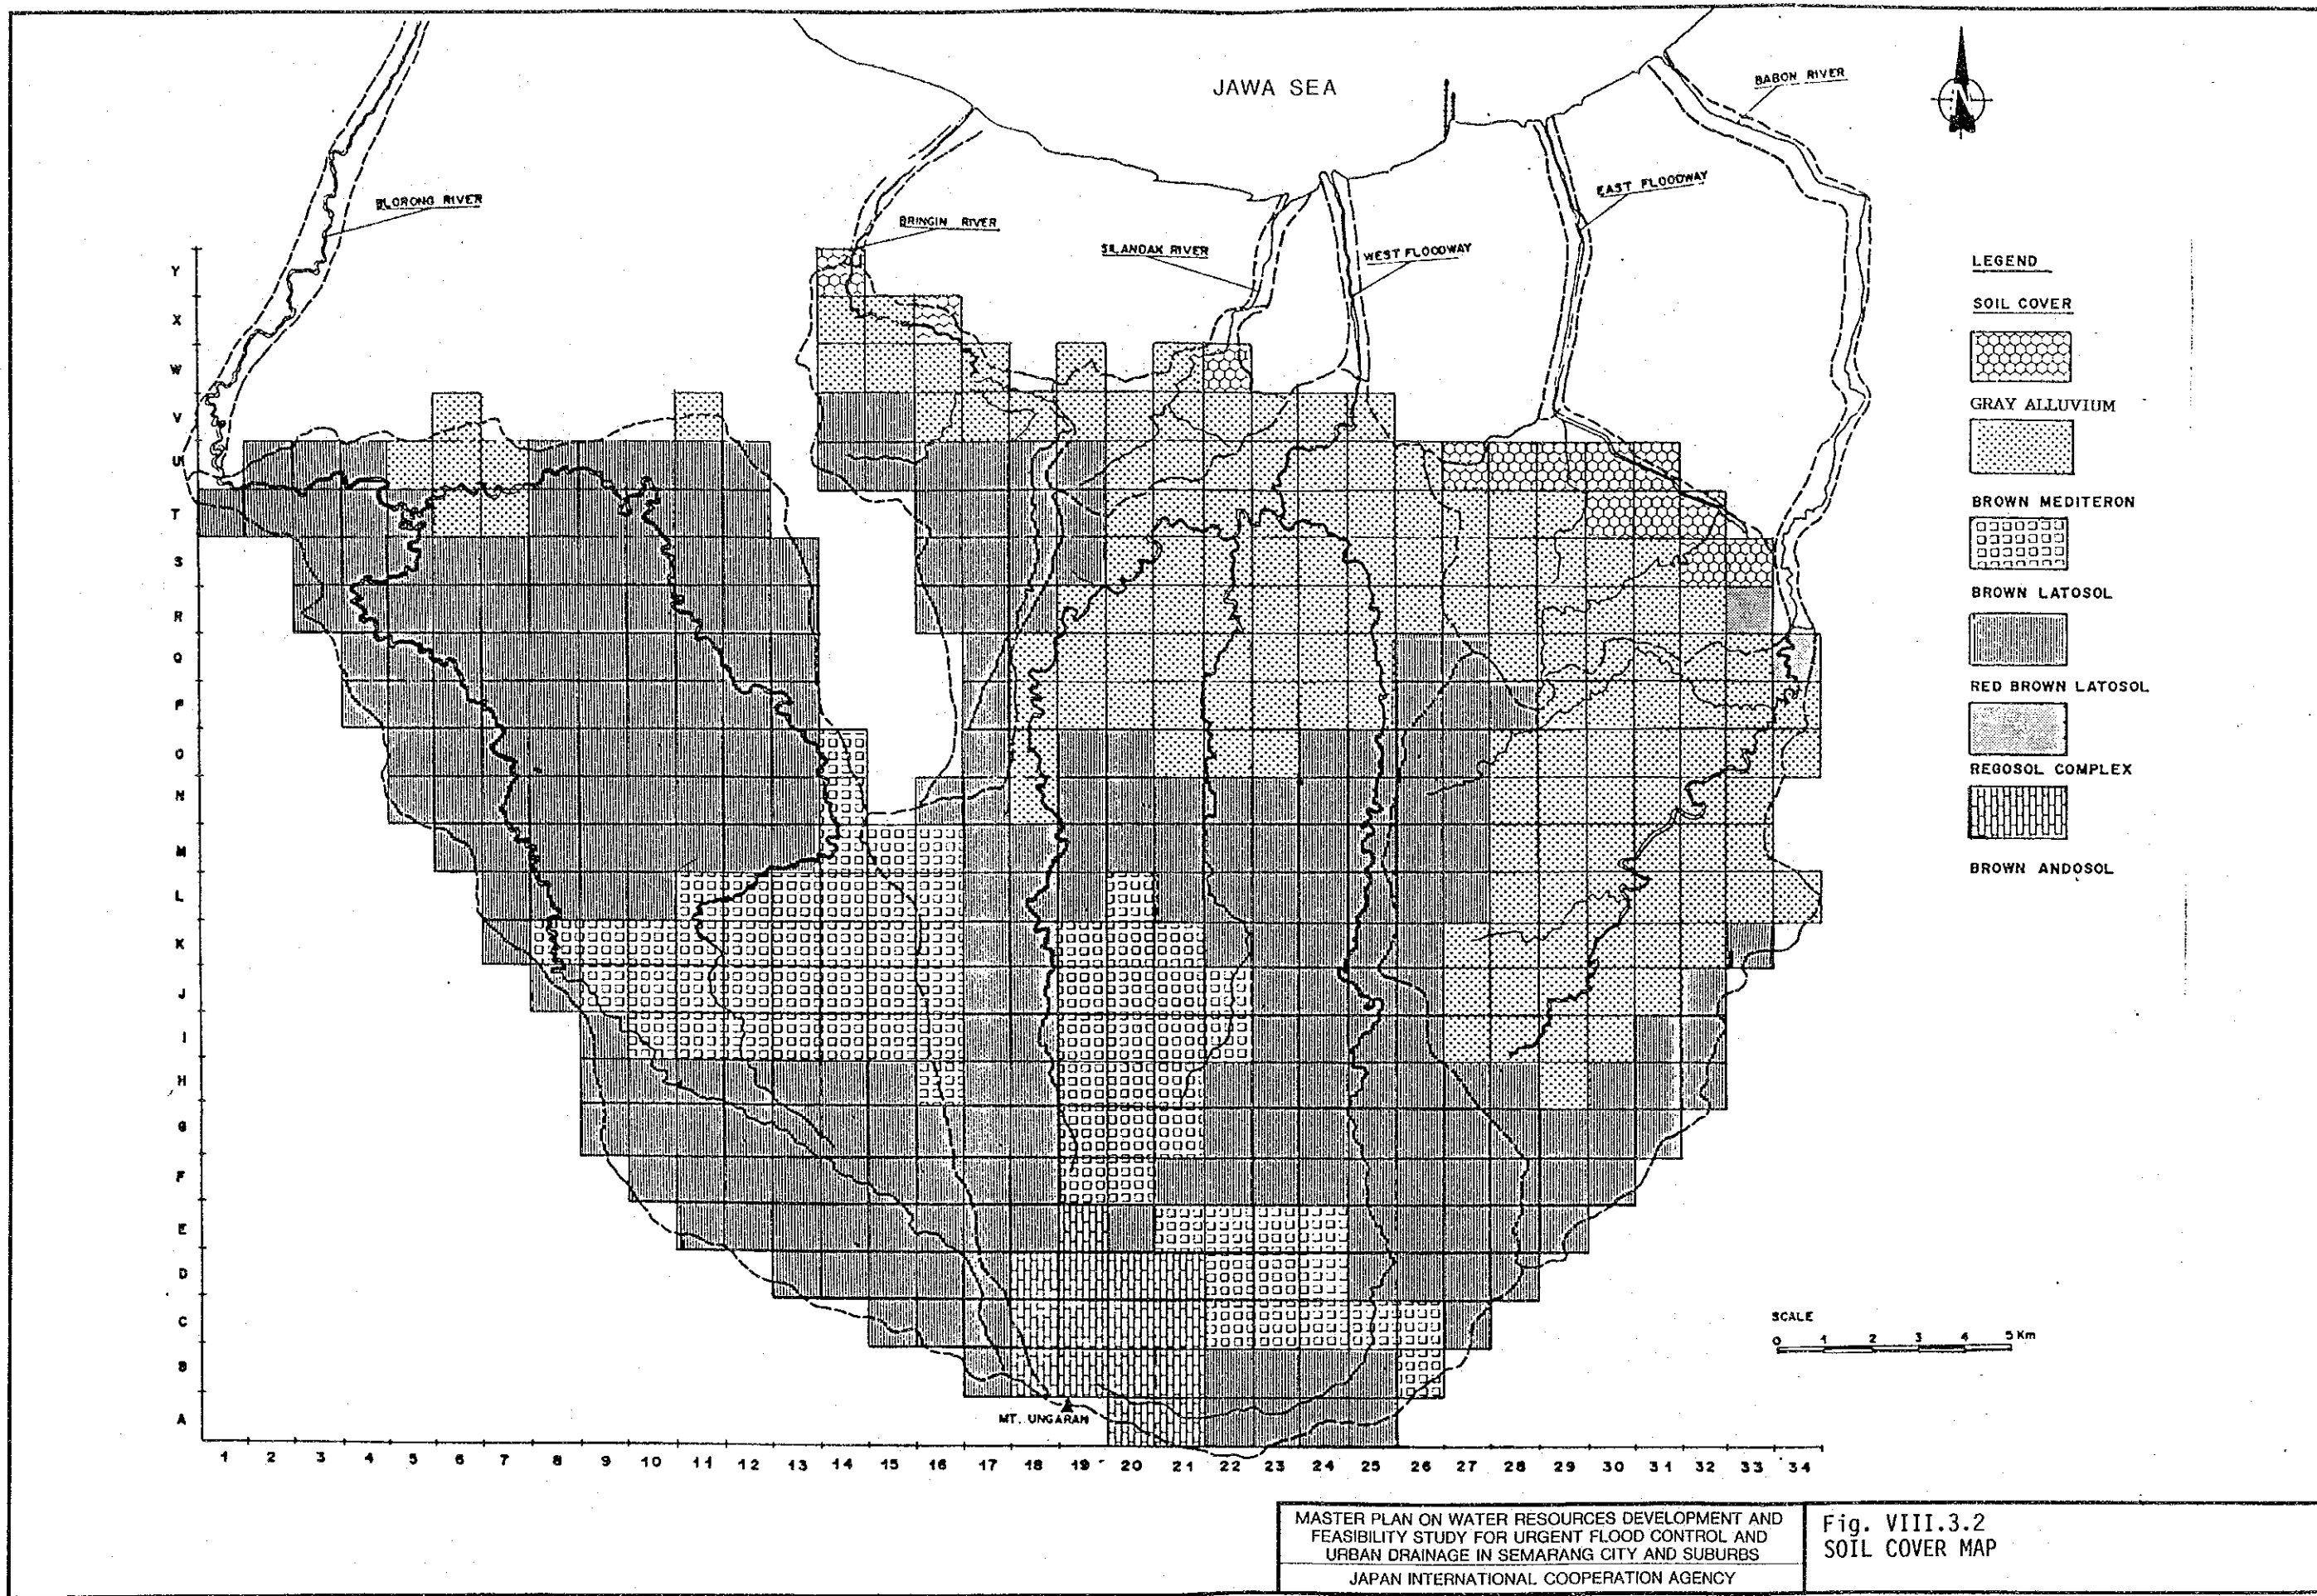 JAWA SEA
BABON RIVER
BLORONG RIVER
BRINGIN RIVER
SILANDAK RIVER
WEST FLOODWAY
EAST FLOODWAY
N
LEGEND
SOIL COVER
GRAY ALLUVIUM
BROWN MEDITERON
BROWN LATOSOL
RED BROWN LATOSOL
REGOSOL COMPLEX
BROWN ANDOSOL
Y
X
W
V
U
T
S
R
Q
P
O
N
M
L
K
J
I
H
G
F
E
D
C
B
A
MT. UNGARAN
1 2 3 4 5 6 7 8 9 10 11 12 13 14 15 16 17 18 19 20 21 22 23 24 25 26 27 28 29 30 31 32 33 34
SCALE
0 1 2 3 4 5 Km
MASTER PLAN ON WATER RESOURCES DEVELOPMENT AND
FEASIBILITY STUDY FOR URGENT FLOOD CONTROL AND
URBAN DRAINAGE IN SEMARANG CITY AND SUBURBS
JAPAN INTERNATIONAL COOPERATION AGENCY
Fig. VIII.3.2
SOIL COVER MAP